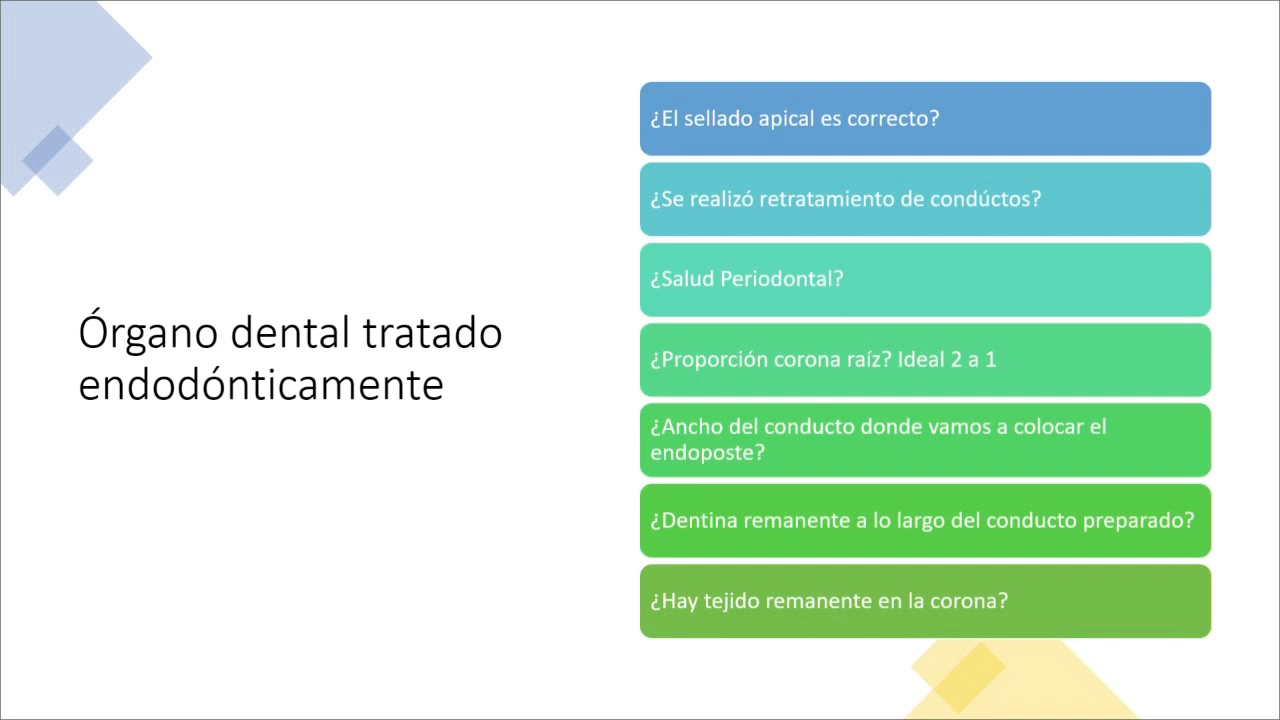 Órgano dental tratado
endodónticamente
¿El sellado apical es correcto?
¿Se realizó retratamiento de condúctos?
¿Salud Periodontal?
¿Proporción corona raíz? Ideal 2 a 1
¿Ancho del conducto donde vamos a colocar el
endoposte?
¿Dentina remanente a lo largo del conducto preparado?
¿Hay tejido remanente en la corona?